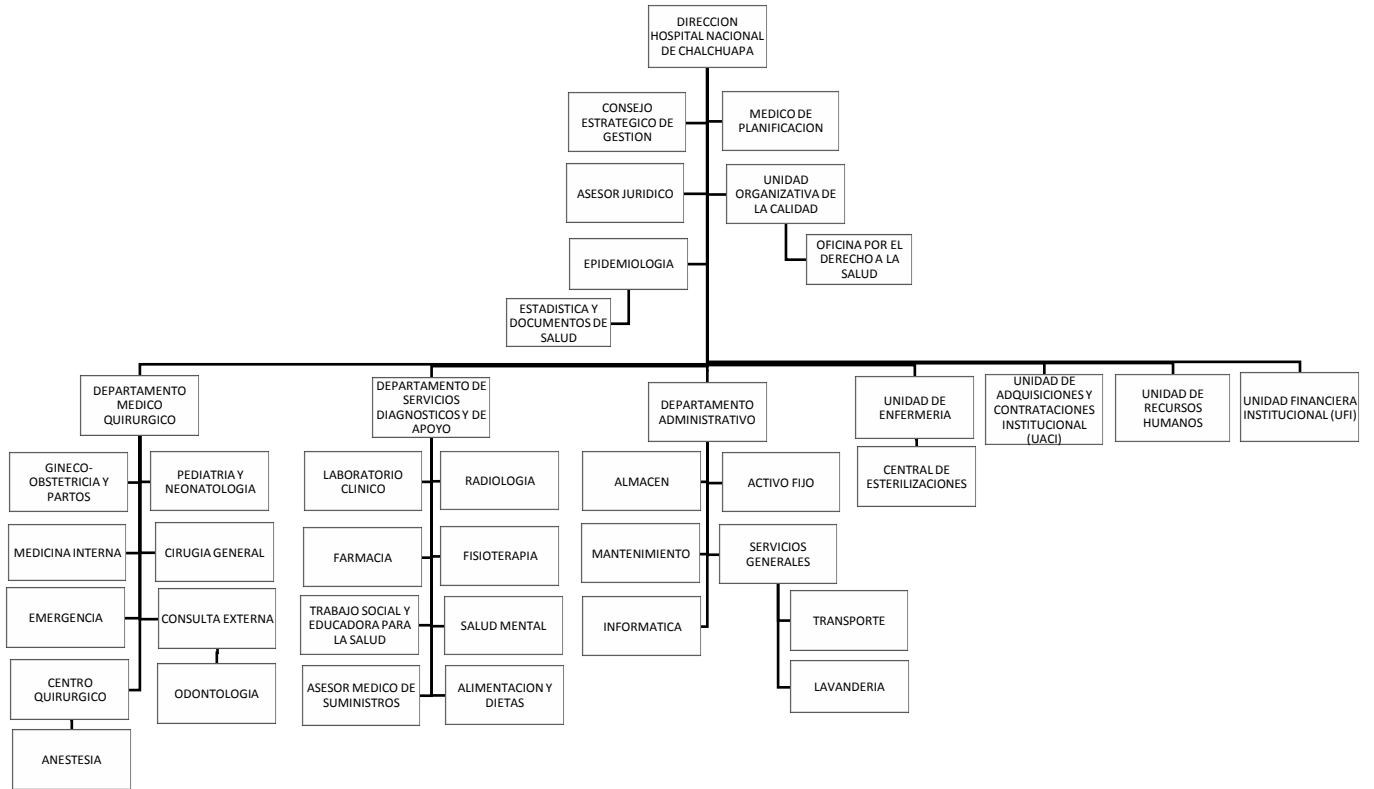 DIRECCION
HOSPITAL NACIONAL
DE CHALCHUAPA
CONSEJO
ESTRATEGICO DE
GESTION
MEDICO DE
PLANIFICACION
ASESOR JURIDICO
UNIDAD
ORGANIZATIVA DE
LA CALIDAD
OFICINA POR EL
DERECHO A LA
SALUD
EPIDEMIOLOGIA
ESTADISTICA Y
DOCUMENTOS DE
SALUD
DEPARTAMENTO
MEDICO
QUIRURGICO
DEPARTAMENTO DE
SERVICIOS
DIAGNOSTICOS Y DE
APOYO
DEPARTAMENTO
ADMINISTRATIVO
UNIDAD DE
ENFERMERIA
UNIDAD DE
ADQUISICIONES Y
CONTRATACIONES
INSTITUCIONAL
(UACI)
UNIDAD DE
RECURSOS
HUMANOS
UNIDAD FINANCIERA
INSTITUCIONAL (UFI)
GINECO-
OBSTETRICIA Y
PARTOS
PEDIATRIA Y
NEONATOLOGIA
LABORATORIO
CLINICO
RADIOLOGIA
ALMACEN
ACTIVO FIJO
CENTRAL DE
ESTERILIZACIONES
MEDICINA INTERNA
CIRUGIA GENERAL
FARMACIA
FISIOTERAPIA
MANTENIMIENTO
SERVICIOS
GENERALES
EMERGENCIA
CONSULTA EXTERNA
TRABAJO SOCIAL Y
EDUCADORA PARA
LA SALUD
SALUD MENTAL
INFORMATICA
TRANSPORTE
CENTRO
QUIRURGICO
ODONTOLOGIA
ASESOR MEDICO DE
SUMINISTROS
ALIMENTACION Y
DIETAS
LAVANDERIA
ANESTESIA